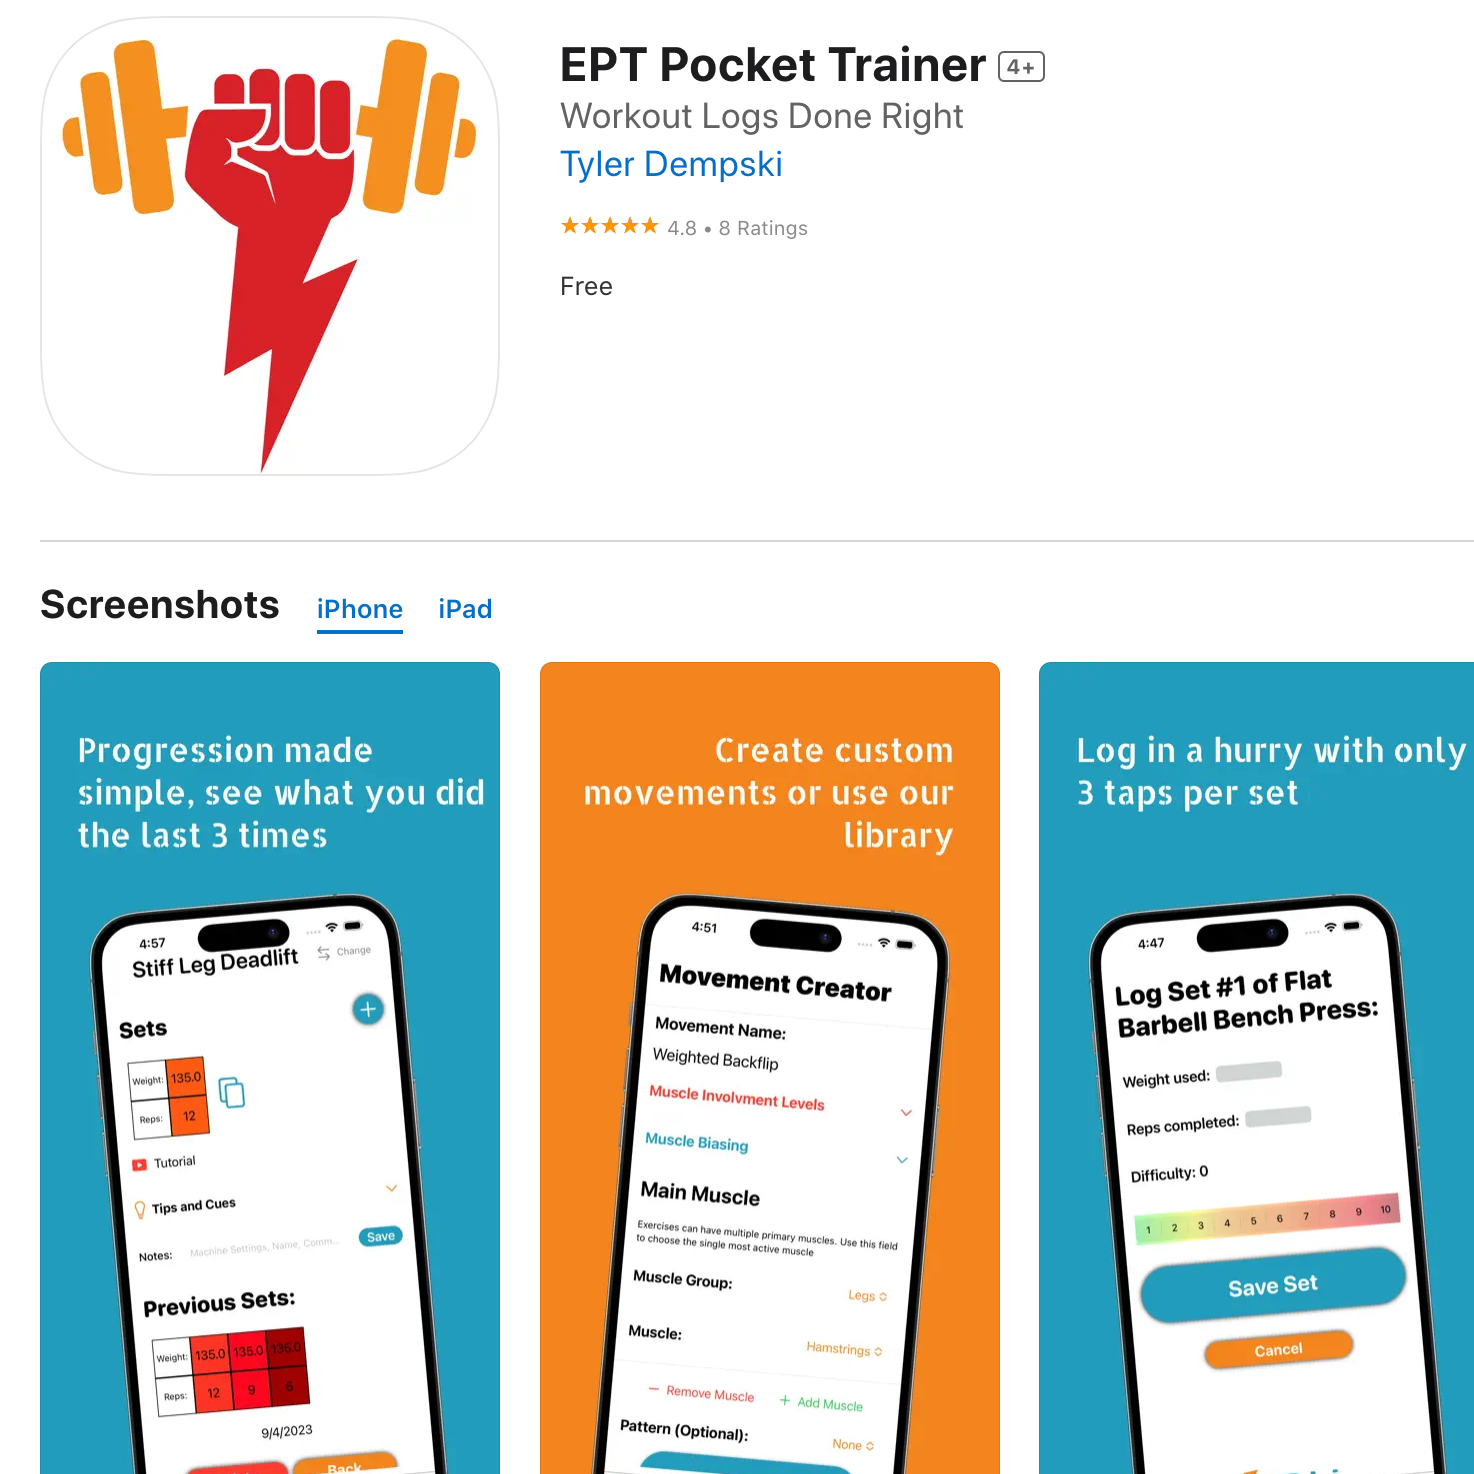 EPT Pocket Trainer 4+
Workout Logs Done Right
Tyler Dempski
4.8 • 8 Ratings
Free
Screenshots iPhone iPad
Progression made
simple, see what you did
the last 3 times
4:57
Stiff Leg Deadlift Change
Sets
Weight: 135.0
Reps: 12
Tutorial
Tips and Cues
Notes: Machine Settings, Name, Comm... Save
Previous Sets:
Weight: 135.0 135.0 135.0
Reps: 12 9 6
9/4/2023
Back
Create custom
movements or use our
library
4:51
Movement Creator
Movement Name:
Weighted Backflip
Muscle Involvment Levels
Muscle Biasing
Main Muscle
Exercises can have multiple primary muscles. Use this field
to choose the single most active muscle
Muscle Group: Legs
Muscle: Hamstrings
Remove Muscle Add Muscle
Pattern (Optional): None
Log in a hurry with only
3 taps per set
4:47
Log Set #1 of Flat
Barbell Bench Press:
Weight used:
Reps completed:
Difficulty: 0
1 2 3 4 5 6 7 8 9 10
Save Set
Cancel